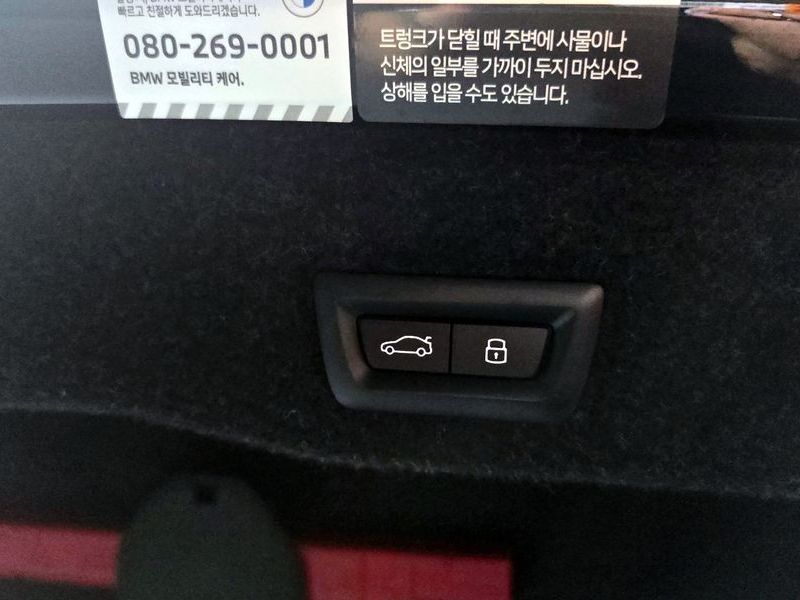 빠르고 친절하게 도와드리겠습니다.
080-269-0001
BMW 모빌리티 케어.
트렁크가 닫힐 때 주변에 사물이나
신체의 일부를 가까이 두지 마십시오.
상해를 입을 수도 있습니다.